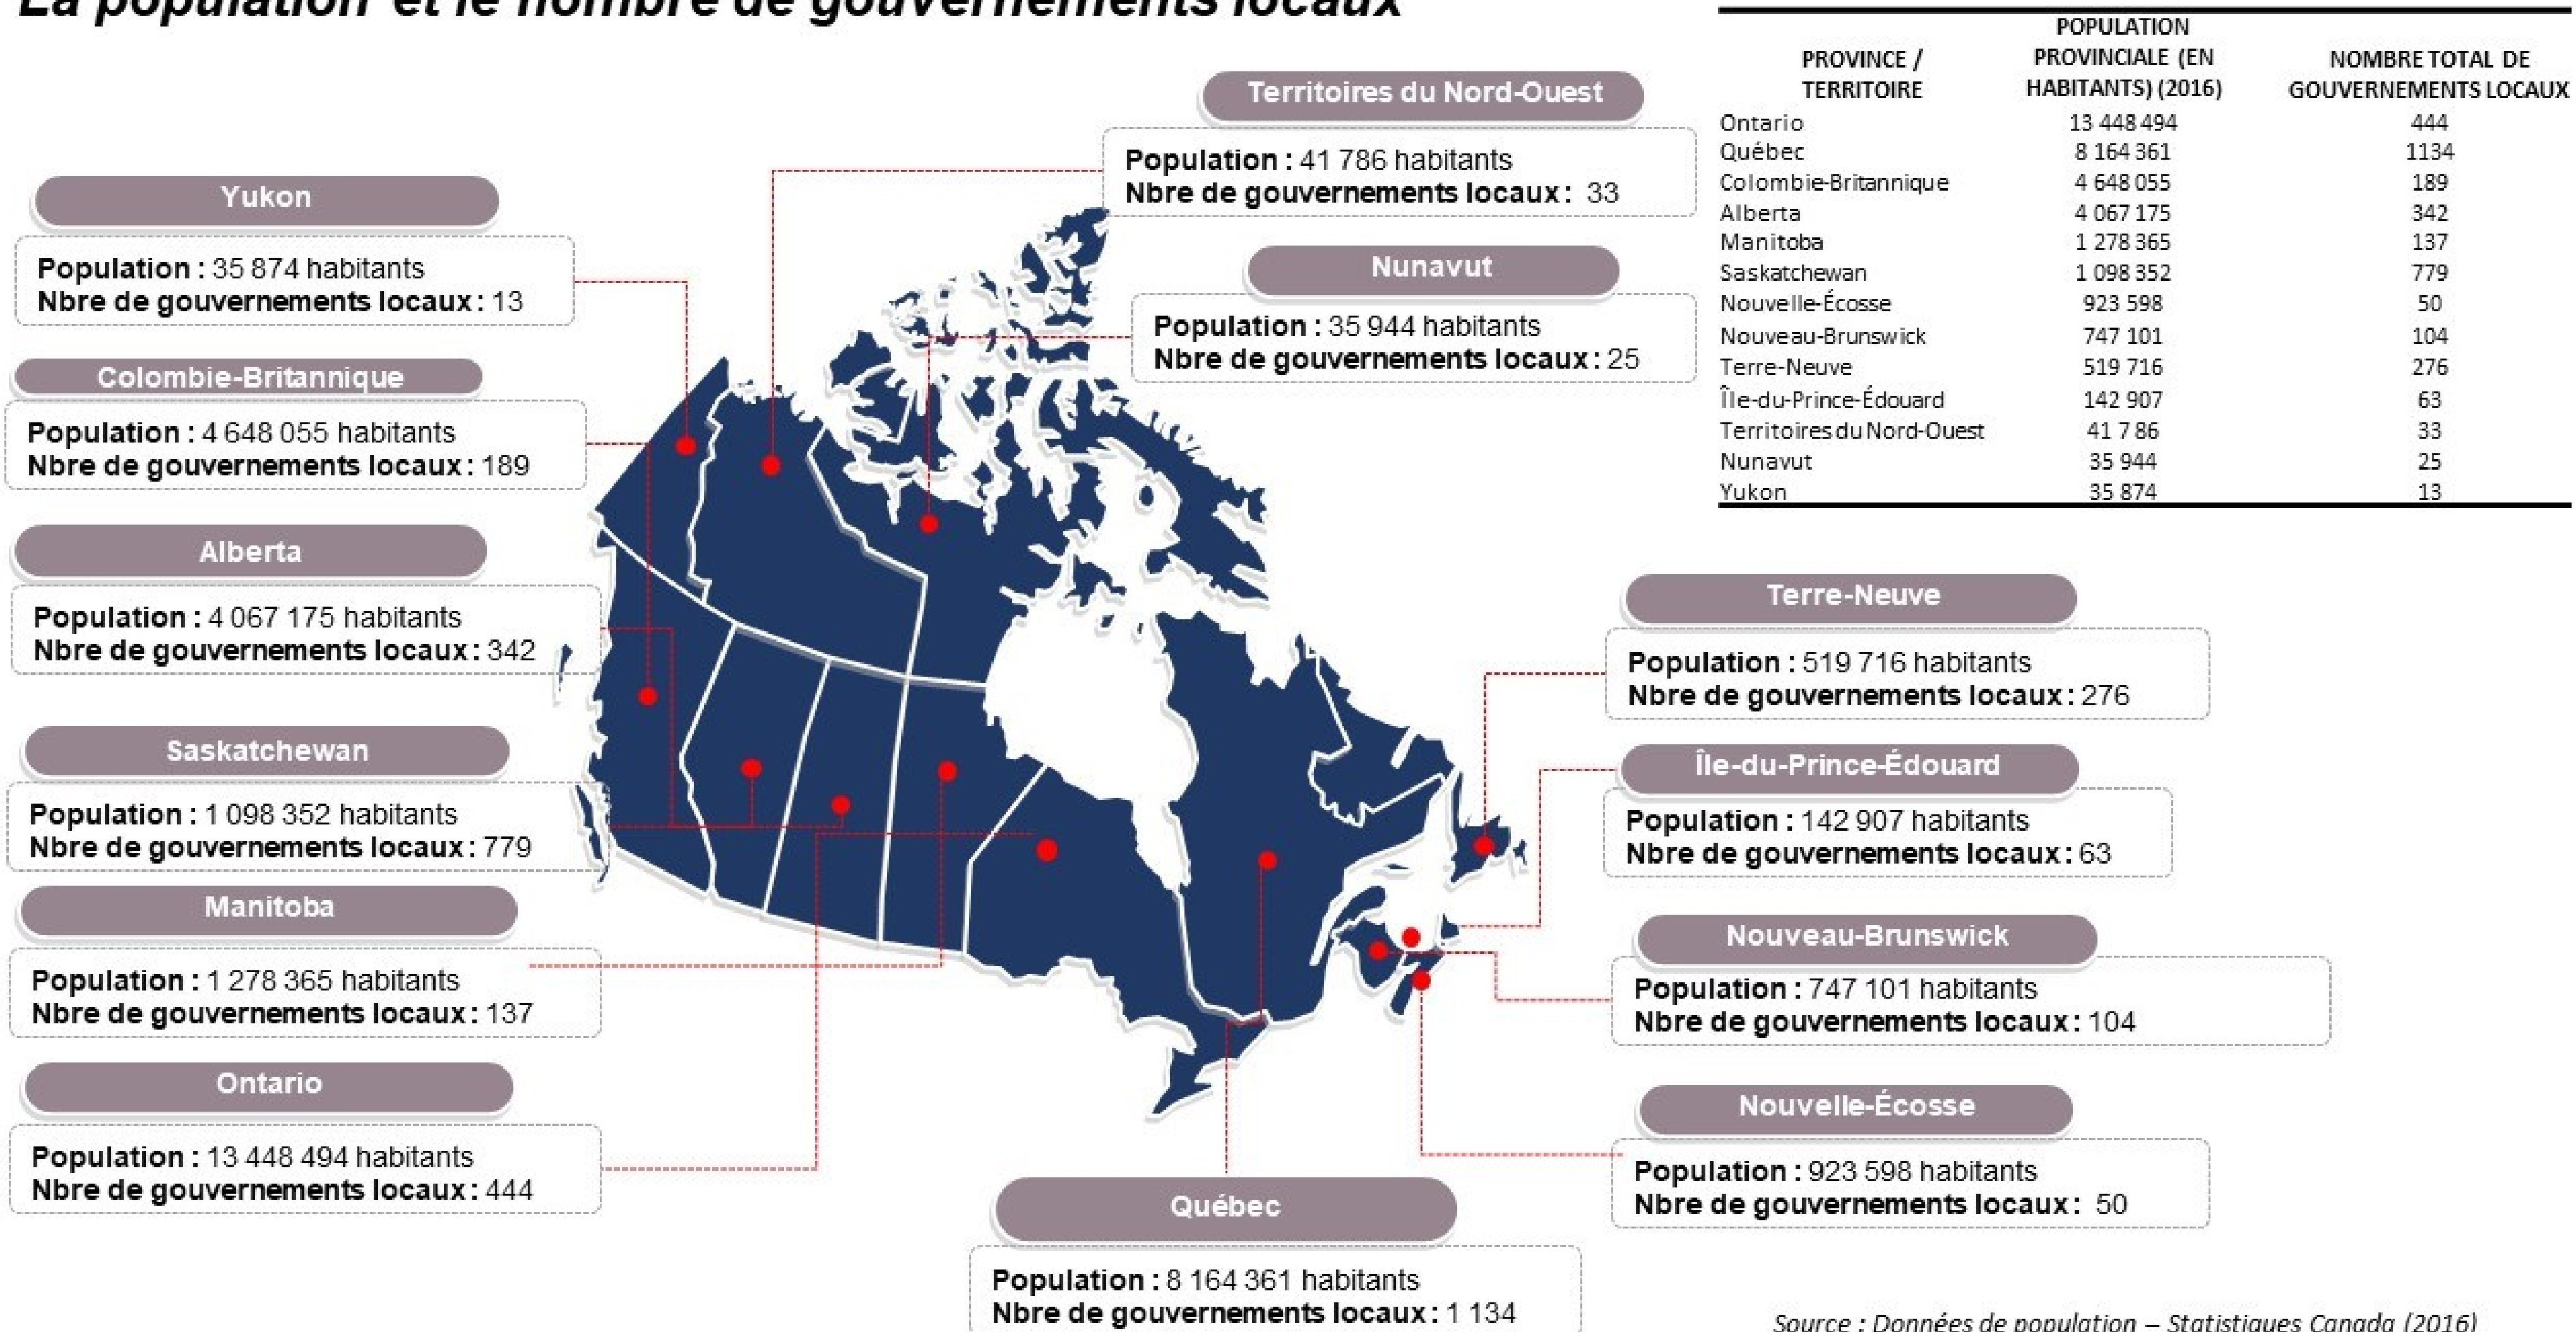 La population et le nombre de gouvernements locaux
PROVINCE / TERRITOIRE POPULATION PROVINCIALE (EN HABITANTS) (2016) NOMBRE TOTAL DE GOUVERNEMENTS LOCAUX
Ontario 13 448 494 444
Québec 8 164 361 1134
Colombie-Britannique 4 648 055 189
Alberta 4 067 175 342
Manitoba 1 278 365 137
Saskatchewan 1 098 352 779
Nouvelle-Écosse 923 598 50
Nouveau-Brunswick 747 101 104
Terre-Neuve 519 716 276
Île-du-Prince-Édouard 142 907 63
Territoires du Nord-Ouest 41 7 86 33
Nunavut 35 944 25
Yukon 35 874 13
Territoires du Nord-Ouest
Population : 41 786 habitants
Nbre de gouvernements locaux : 33
Yukon
Population : 35 874 habitants
Nbre de gouvernements locaux : 13
Nunavut
Population : 35 944 habitants
Nbre de gouvernements locaux : 25
Colombie-Britannique
Population : 4 648 055 habitants
Nbre de gouvernements locaux : 189
Alberta
Population : 4 067 175 habitants
Nbre de gouvernements locaux : 342
Saskatchewan
Population : 1 098 352 habitants
Nbre de gouvernements locaux : 779
Manitoba
Population : 1 278 365 habitants
Nbre de gouvernements locaux : 137
Ontario
Population : 13 448 494 habitants
Nbre de gouvernements locaux : 444
Terre-Neuve
Population : 519 716 habitants
Nbre de gouvernements locaux : 276
Île-du-Prince-Édouard
Population : 142 907 habitants
Nbre de gouvernements locaux : 63
Nouveau-Brunswick
Population : 747 101 habitants
Nbre de gouvernements locaux : 104
Nouvelle-Écosse
Population : 923 598 habitants
Nbre de gouvernements locaux : 50
Québec
Population : 8 164 361 habitants
Nbre de gouvernements locaux : 1 134
Source : Données de population – Statistiques Canada (2016)